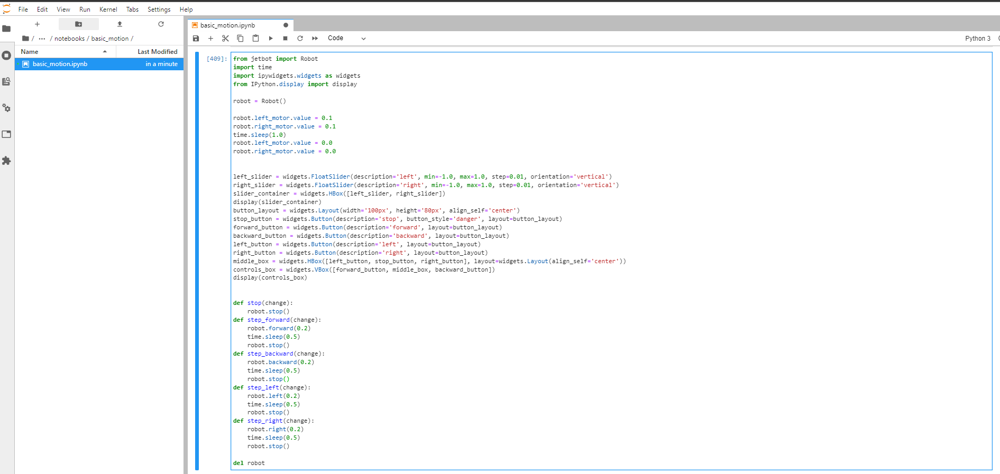 File Edit View Run Kernel Tabs Settings Help
/ ··· / notebooks / basic_motion /
Name Last Modified
basic_motion.ipynb in a minute
basic_motion.ipynb
Code
Python 3
[409]:
from jetbot import Robot
import time
import ipywidgets.widgets as widgets
from IPython.display import display
robot = Robot()
robot.left_motor.value = 0.1
robot.right_motor.value = 0.1
time.sleep(1.0)
robot.left_motor.value = 0.0
robot.right_motor.value = 0.0
left_slider = widgets.FloatSlider(description='left', min=-1.0, max=1.0, step=0.01, orientation='vertical')
right_slider = widgets.FloatSlider(description='right', min=-1.0, max=1.0, step=0.01, orientation='vertical')
slider_container = widgets.HBox([left_slider, right_slider])
display(slider_container)
button_layout = widgets.Layout(width='100px', height='80px', align_self='center')
stop_button = widgets.Button(description='stop', button_style='danger', layout=button_layout)
forward_button = widgets.Button(description='forward', layout=button_layout)
backward_button = widgets.Button(description='backward', layout=button_layout)
left_button = widgets.Button(description='left', layout=button_layout)
right_button = widgets.Button(description='right', layout=button_layout)
middle_box = widgets.HBox([left_button, stop_button, right_button], layout=widgets.Layout(align_self='center'))
controls_box = widgets.VBox([forward_button, middle_box, backward_button])
display(controls_box)
def stop(change):
    robot.stop()
def step_forward(change):
    robot.forward(0.2)
    time.sleep(0.5)
    robot.stop()
def step_backward(change):
    robot.backward(0.2)
    time.sleep(0.5)
    robot.stop()
def step_left(change):
    robot.left(0.2)
    time.sleep(0.5)
    robot.stop()
def step_right(change):
    robot.right(0.2)
    time.sleep(0.5)
    robot.stop()
del robot